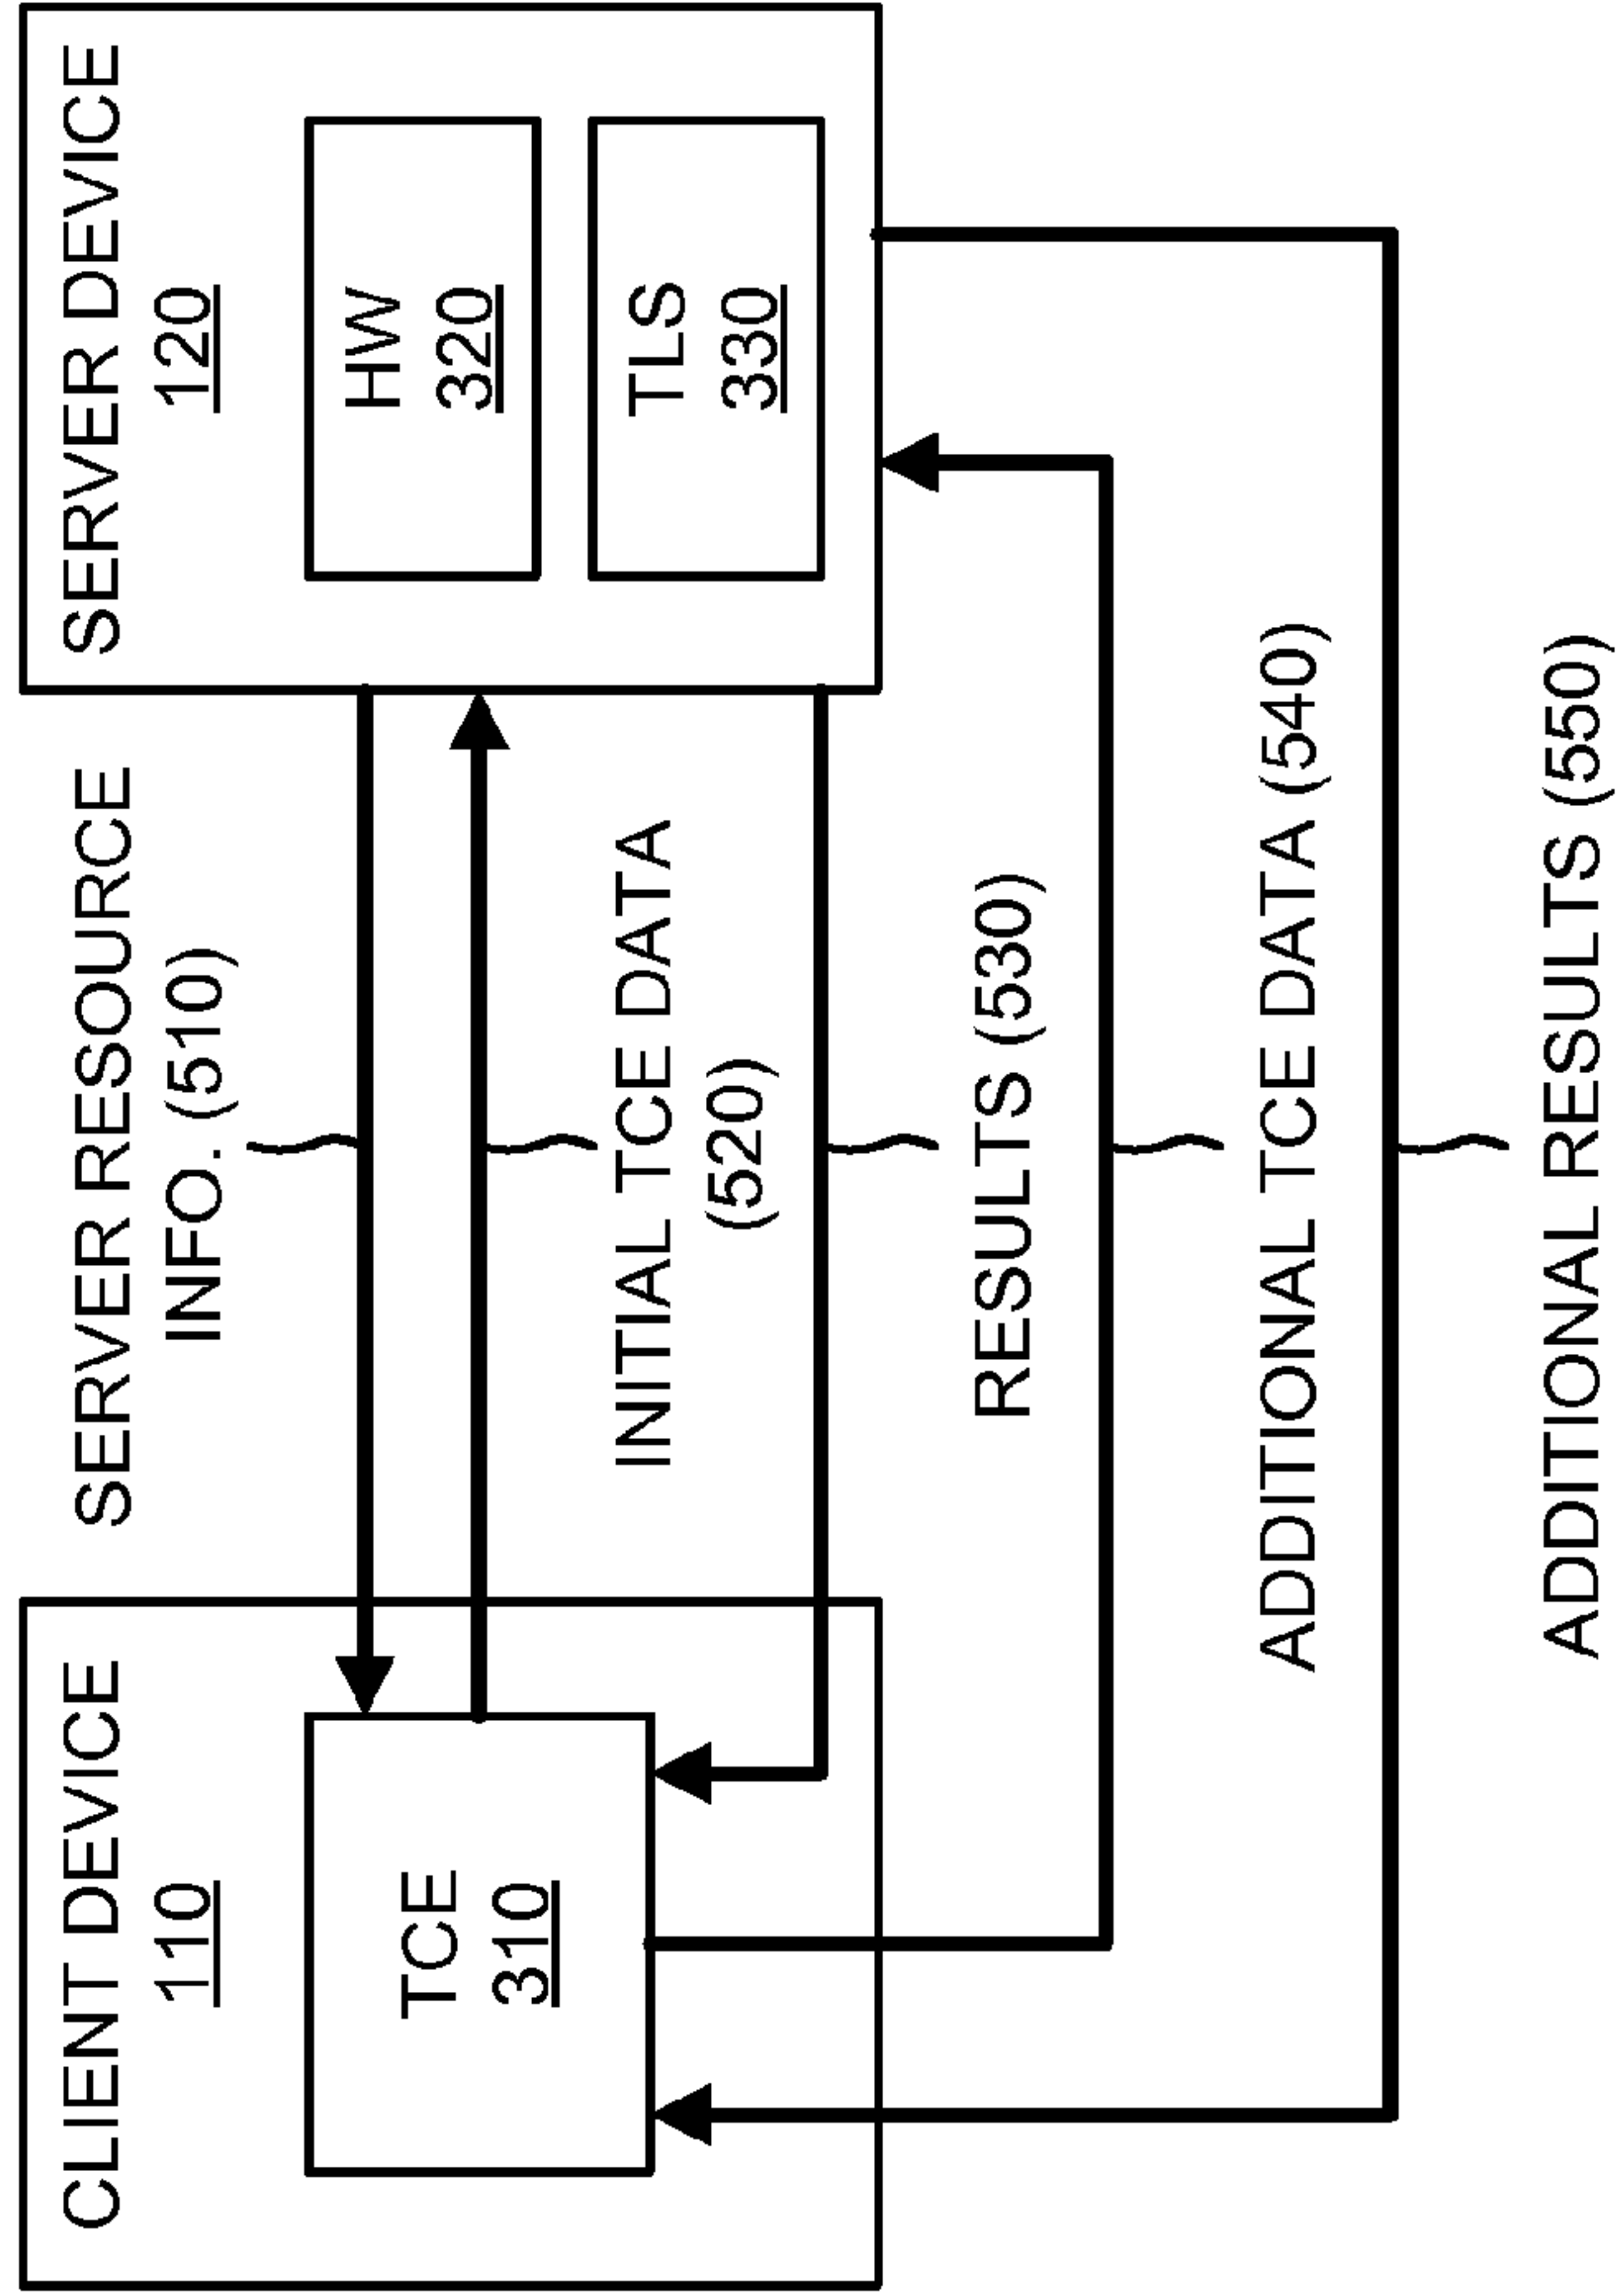 CLIENT DEVICE
110
TCE
310
SERVER RESOURCE
INFO. (510)
INITIAL TCE DATA
(520)
RESULTS (530)
ADDITIONAL TCE DATA (540)
ADDITIONAL RESULTS (550)
SERVER DEVICE
120
HW
320
TLS
330